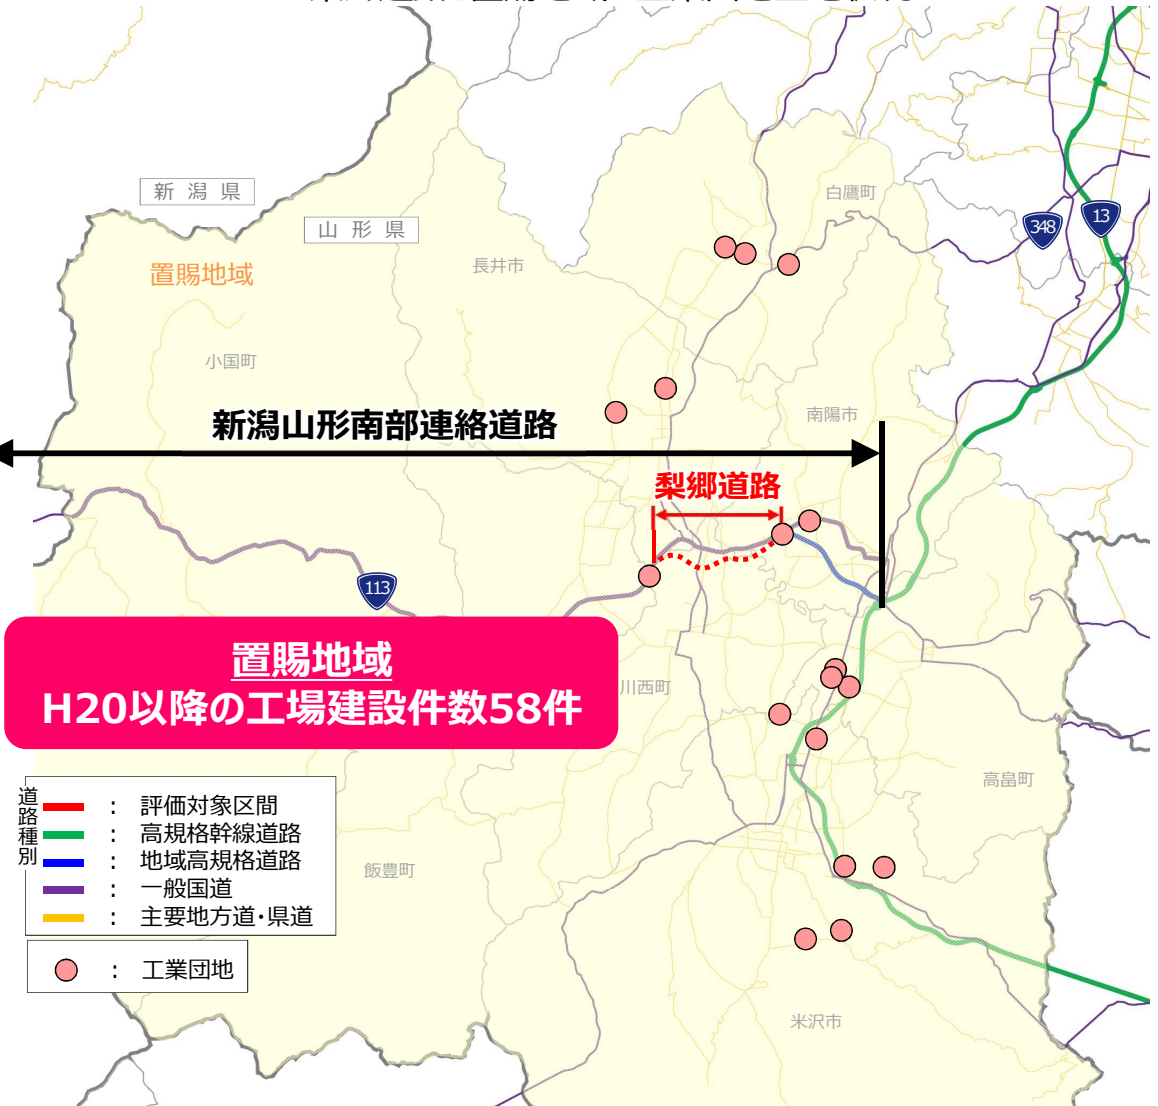 新潟県
山形県
置賜地域
白鷹町
348
13
長井市
小国町
南陽市
新潟山形南部連絡道路
梨郷道路
113
置賜地域
H20以降の工場建設件数58件
川西町
高畠町
飯豊町
米沢市
道路種別
：評価対象区間
：高規格幹線道路
：地域高規格道路
：一般国道
：主要地方道・県道
：工業団地